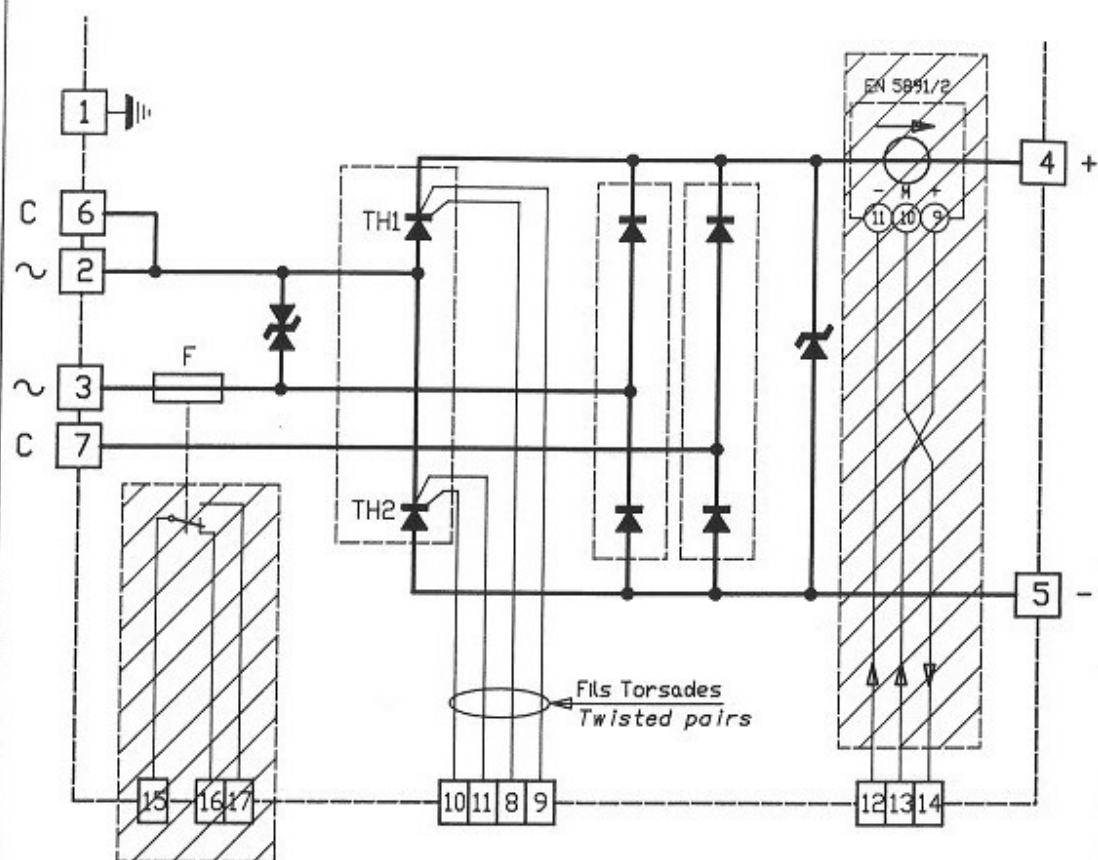 EN 5891/2
1
4 +
- M +
11 10 9
C 6
TH1
~ 2
F
~ 3
C 7
TH2
5 -
Fils Torsades
Twisted pairs
15 16 17
10 11 8 9
12 13 14